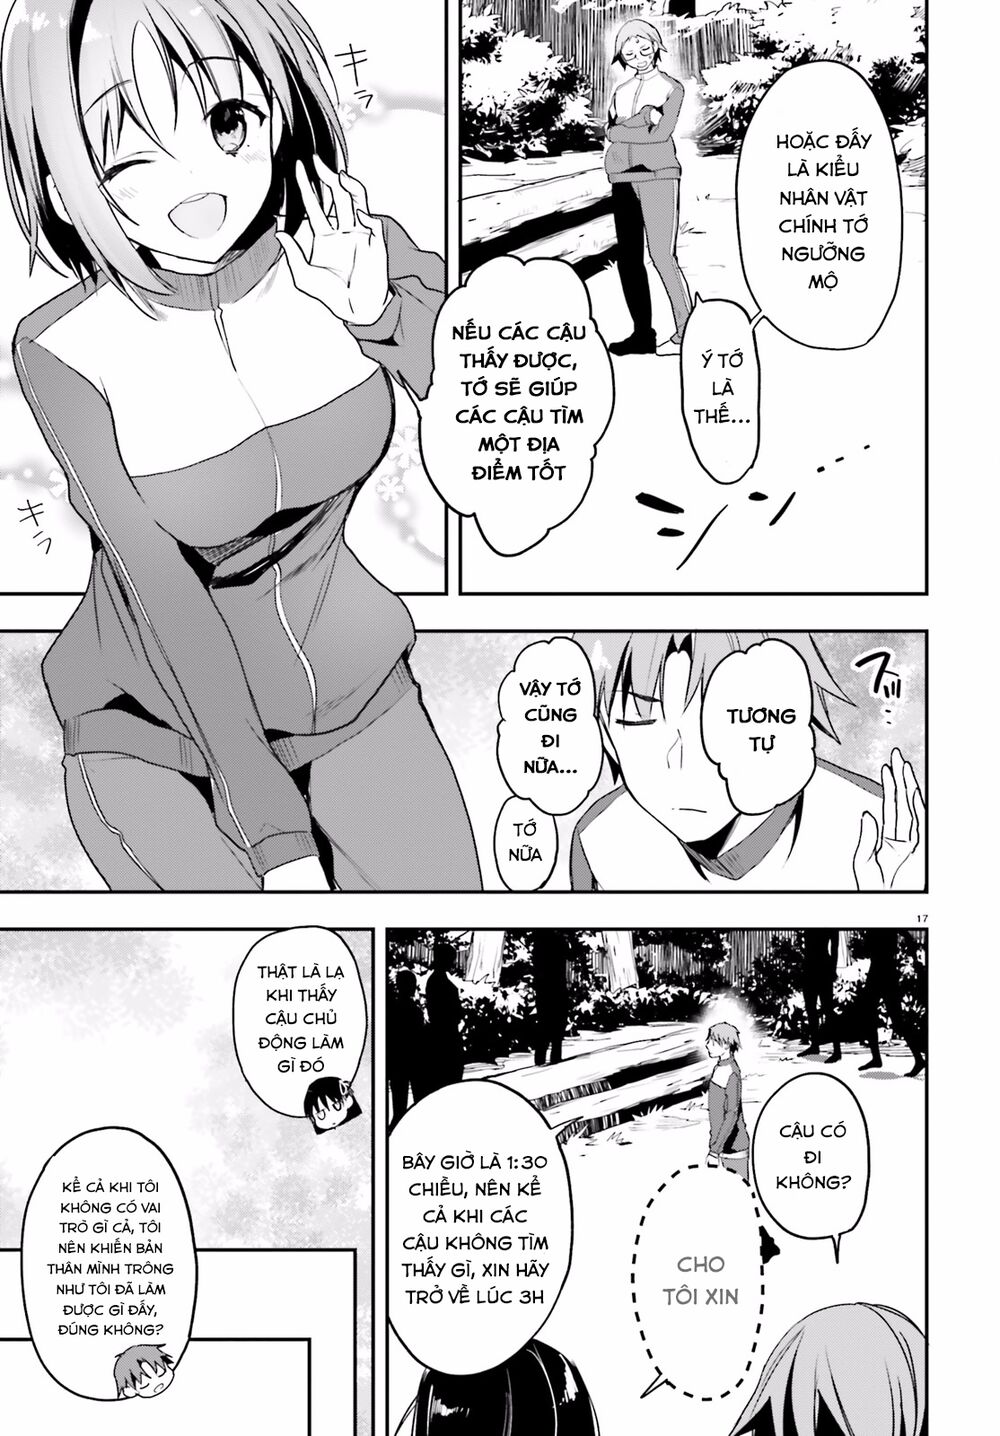 HOẶC ĐẤY
LÀ KIỂU
NHÂN VẬT
CHÍNH TỚ
NGƯỠNG
MỘ
Ý TỚ
LÀ
THẾ...
NẾU CÁC CẬU
THẤY ĐƯỢC,
TỚ SẼ GIÚP
CÁC CẬU TÌM
MỘT ĐỊA
ĐIỂM TỐT
キラ
キラ
TƯƠNG
TỰ
VẬY TỚ
CŨNG
ĐI
NỮA...
TỚ
NỮA
17
CẬU CÓ
ĐI
KHÔNG?
CHO
TÔI XIN
BÂY GIỜ LÀ 1:30
CHIỀU, NÊN KỂ
CẢ KHI CÁC
CẬU KHÔNG TÌM
THẤY GÌ, XIN HÃY
TRỞ VỀ LÚC 3H
THẬT LÀ LẠ
KHI THẤY
CẬU CHỦ
ĐỘNG LÀM
GÌ ĐÓ
KỂ CẢ KHI TÔI
KHÔNG CÓ VAI
TRÒ GÌ CẢ, TÔI
NÊN KHIẾN BẢN
THÂN MÌNH TRÔNG
NHƯ TÔI ĐÃ LÀM
ĐƯỢC GÌ ĐẤY,
ĐÚNG KHÔNG?